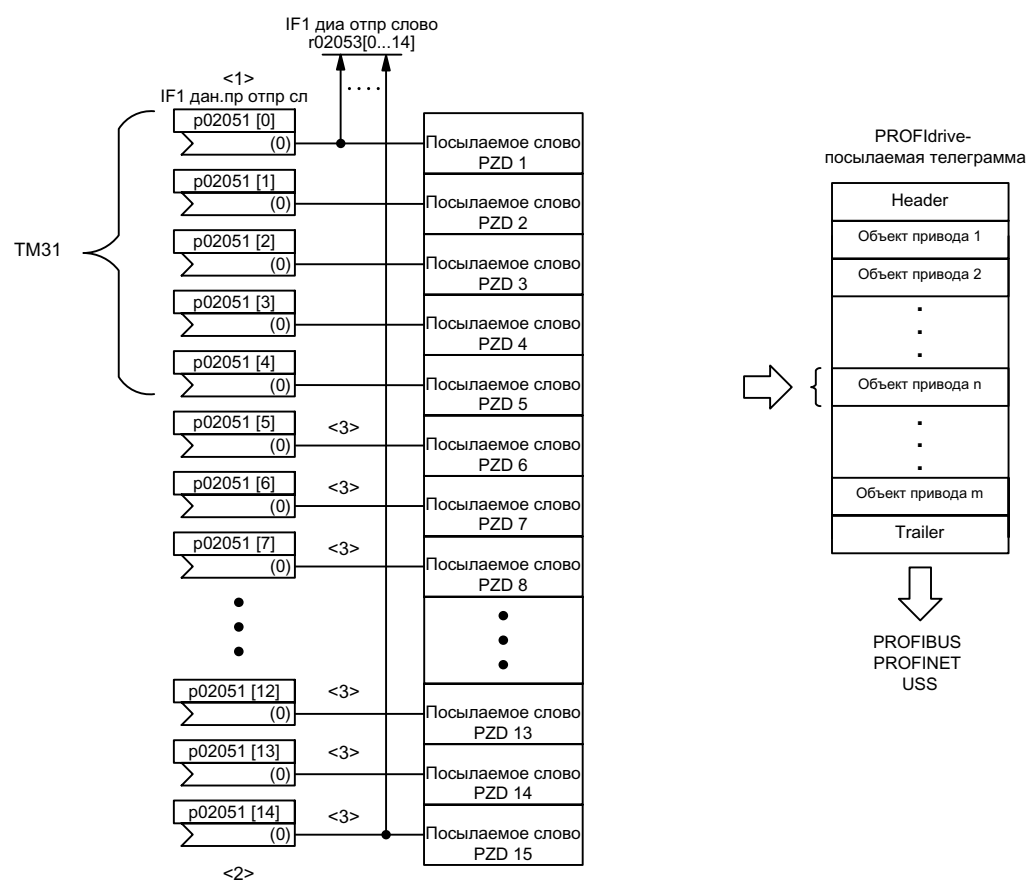 IF1 диа отпр слово
r02053[0...14]
<1>
IF1 дан.пр отпр сл
TM31
p02051 [0]
(0)
Посылаемое слово
PZD 1
p02051 [1]
(0)
Посылаемое слово
PZD 2
p02051 [2]
(0)
Посылаемое слово
PZD 3
p02051 [3]
(0)
Посылаемое слово
PZD 4
p02051 [4]
(0)
Посылаемое слово
PZD 5
p02051 [5]
<3>
(0)
Посылаемое слово
PZD 6
p02051 [6]
<3>
(0)
Посылаемое слово
PZD 7
p02051 [7]
<3>
(0)
Посылаемое слово
PZD 8
p02051 [12]
<3>
(0)
Посылаемое слово
PZD 13
p02051 [13]
<3>
(0)
Посылаемое слово
PZD 14
p02051 [14]
<3>
(0)
Посылаемое слово
PZD 15
<2>
PROFIdrive-
посылаемая телеграмма
Header
Объект привода 1
Объект привода 2
Объект привода n
Объект привода m
Trailer
PROFIBUS
PROFINET
USS